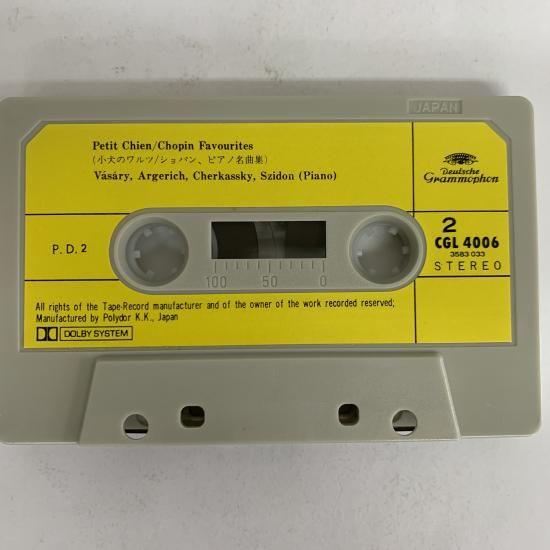 JAPAN
Petit Chien/Chopin Favourites
(小犬のワルツ/ショパン、ピアノ名曲集)
Vásáry, Argerich, Cherkassky, Szidon (Piano)
Deutsche
Grammophon
P.D. 2
2
CGL 4006
3583 033
STEREO
100 50 0
All rights of the Tape-Record manufacturer and of the owner of the work recorded reserved;
Manufactured by Polydor K.K., Japan
DOLBY SYSTEM